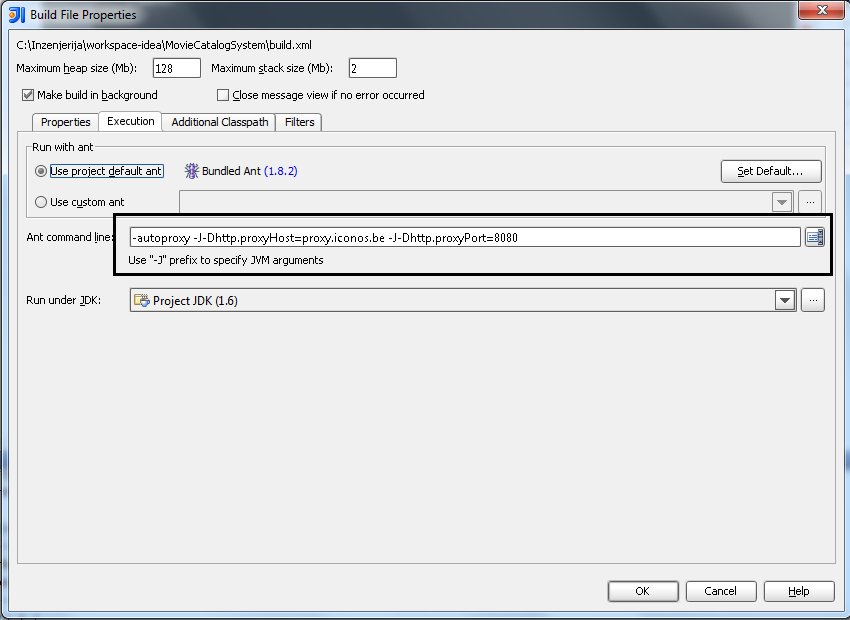 Build File Properties
C:\Inzenjerija\workspace-idea\MovieCatalogSystem\build.xml
Maximum heap size (Mb): 128 Maximum stack size (Mb): 2
Make build in background Close message view if no error occurred
Properties Execution Additional Classpath Filters
Run with ant
Use project default ant Bundled Ant (1.8.2) Set Default...
Use custom ant ...
Ant command line: -autoproxy -J-Dhttp.proxyHost=proxy.iconos.be -J-Dhttp.proxyPort=8080
Use "-J" prefix to specify JVM arguments
Run under JDK: Project JDK (1.6) ...
OK Cancel Help